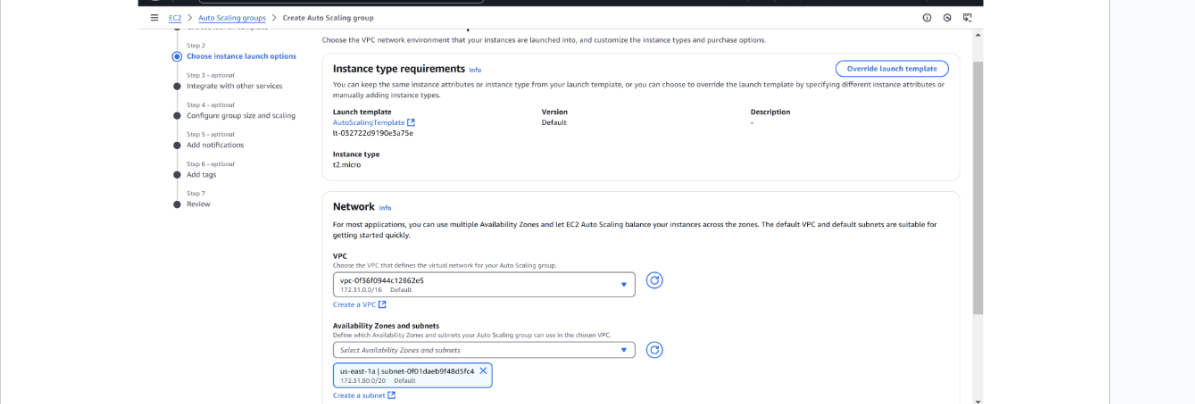 EC2 > Auto Scaling groups > Create Auto Scaling group
Step 2
Choose instance launch options
Step 3 - optional
Integrate with other services
Step 4 - optional
Configure group size and scaling
Step 5 - optional
Add notifications
Step 6 - optional
Add tags
Step 7
Review
Choose the VPC network environment that your instances are launched into, and customize the instance types and purchase options.
Instance type requirements Info
Override launch template
You can keep the same instance attributes or instance type from your launch template, or you can choose to override the launch template by specifying different instance attributes or
manually adding instance types.
Launch template
AutoScalingTemplate
lt-032722d9190e3a75e
Version
Default
Description
-
Instance type
t2.micro
Network Info
For most applications, you can use multiple Availability Zones and let EC2 Auto Scaling balance your instances across the zones. The default VPC and default subnets are suitable for
getting started quickly.
VPC
Choose the VPC that defines the virtual network for your Auto Scaling group.
vpc-0f36f0944c12862e5
172.31.0.0/16 Default
Create a VPC
Availability Zones and subnets
Define which Availability Zones and subnets your Auto Scaling group can use in the chosen VPC.
Select Availability Zones and subnets
us-east-1a | subnet-0f01daeb9f48d5fc4
172.31.80.0/20 Default
Create a subnet